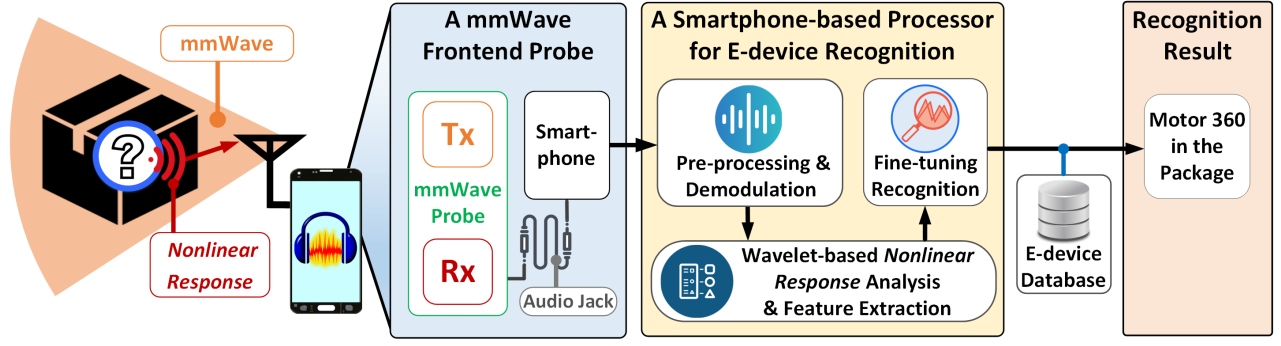 mmWave
?
Nonlinear
Response
A mmWave
Frontend Probe
Tx
mmWave
Probe
Rx
Smart-
phone
Audio Jack
A Smartphone-based Processor
for E-device Recognition
Pre-processing &
Demodulation
Fine-tuning
Recognition
Wavelet-based Nonlinear
Response Analysis
& Feature Extraction
E-device
Database
Recognition
Result
Motor 360
in the
Package